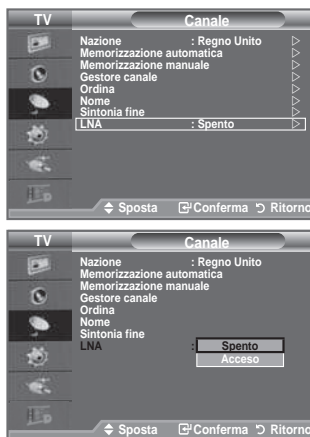 TV Canale
Nazione : Regno Unito
Memorizzazione automatica
Memorizzazione manuale
Gestore canale
Ordina
Nome
Sintonia fine
LNA : Spento
Sposta Conferma Ritorno
TV Canale
Nazione : Regno Unito
Memorizzazione automatica
Memorizzazione manuale
Gestore canale
Ordina
Nome
Sintonia fine
LNA : Spento
Acceso
Sposta Conferma Ritorno